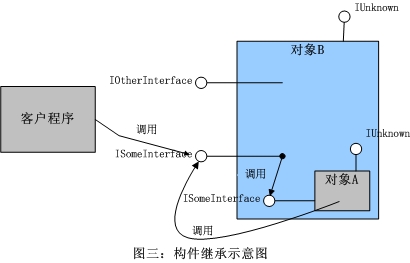 IUnknown
对象B
IOtherInterface
客户程序
调用
IUnknown
ISomeInterface
调用
对象A
ISomeInterface
调用
图三：构件继承示意图